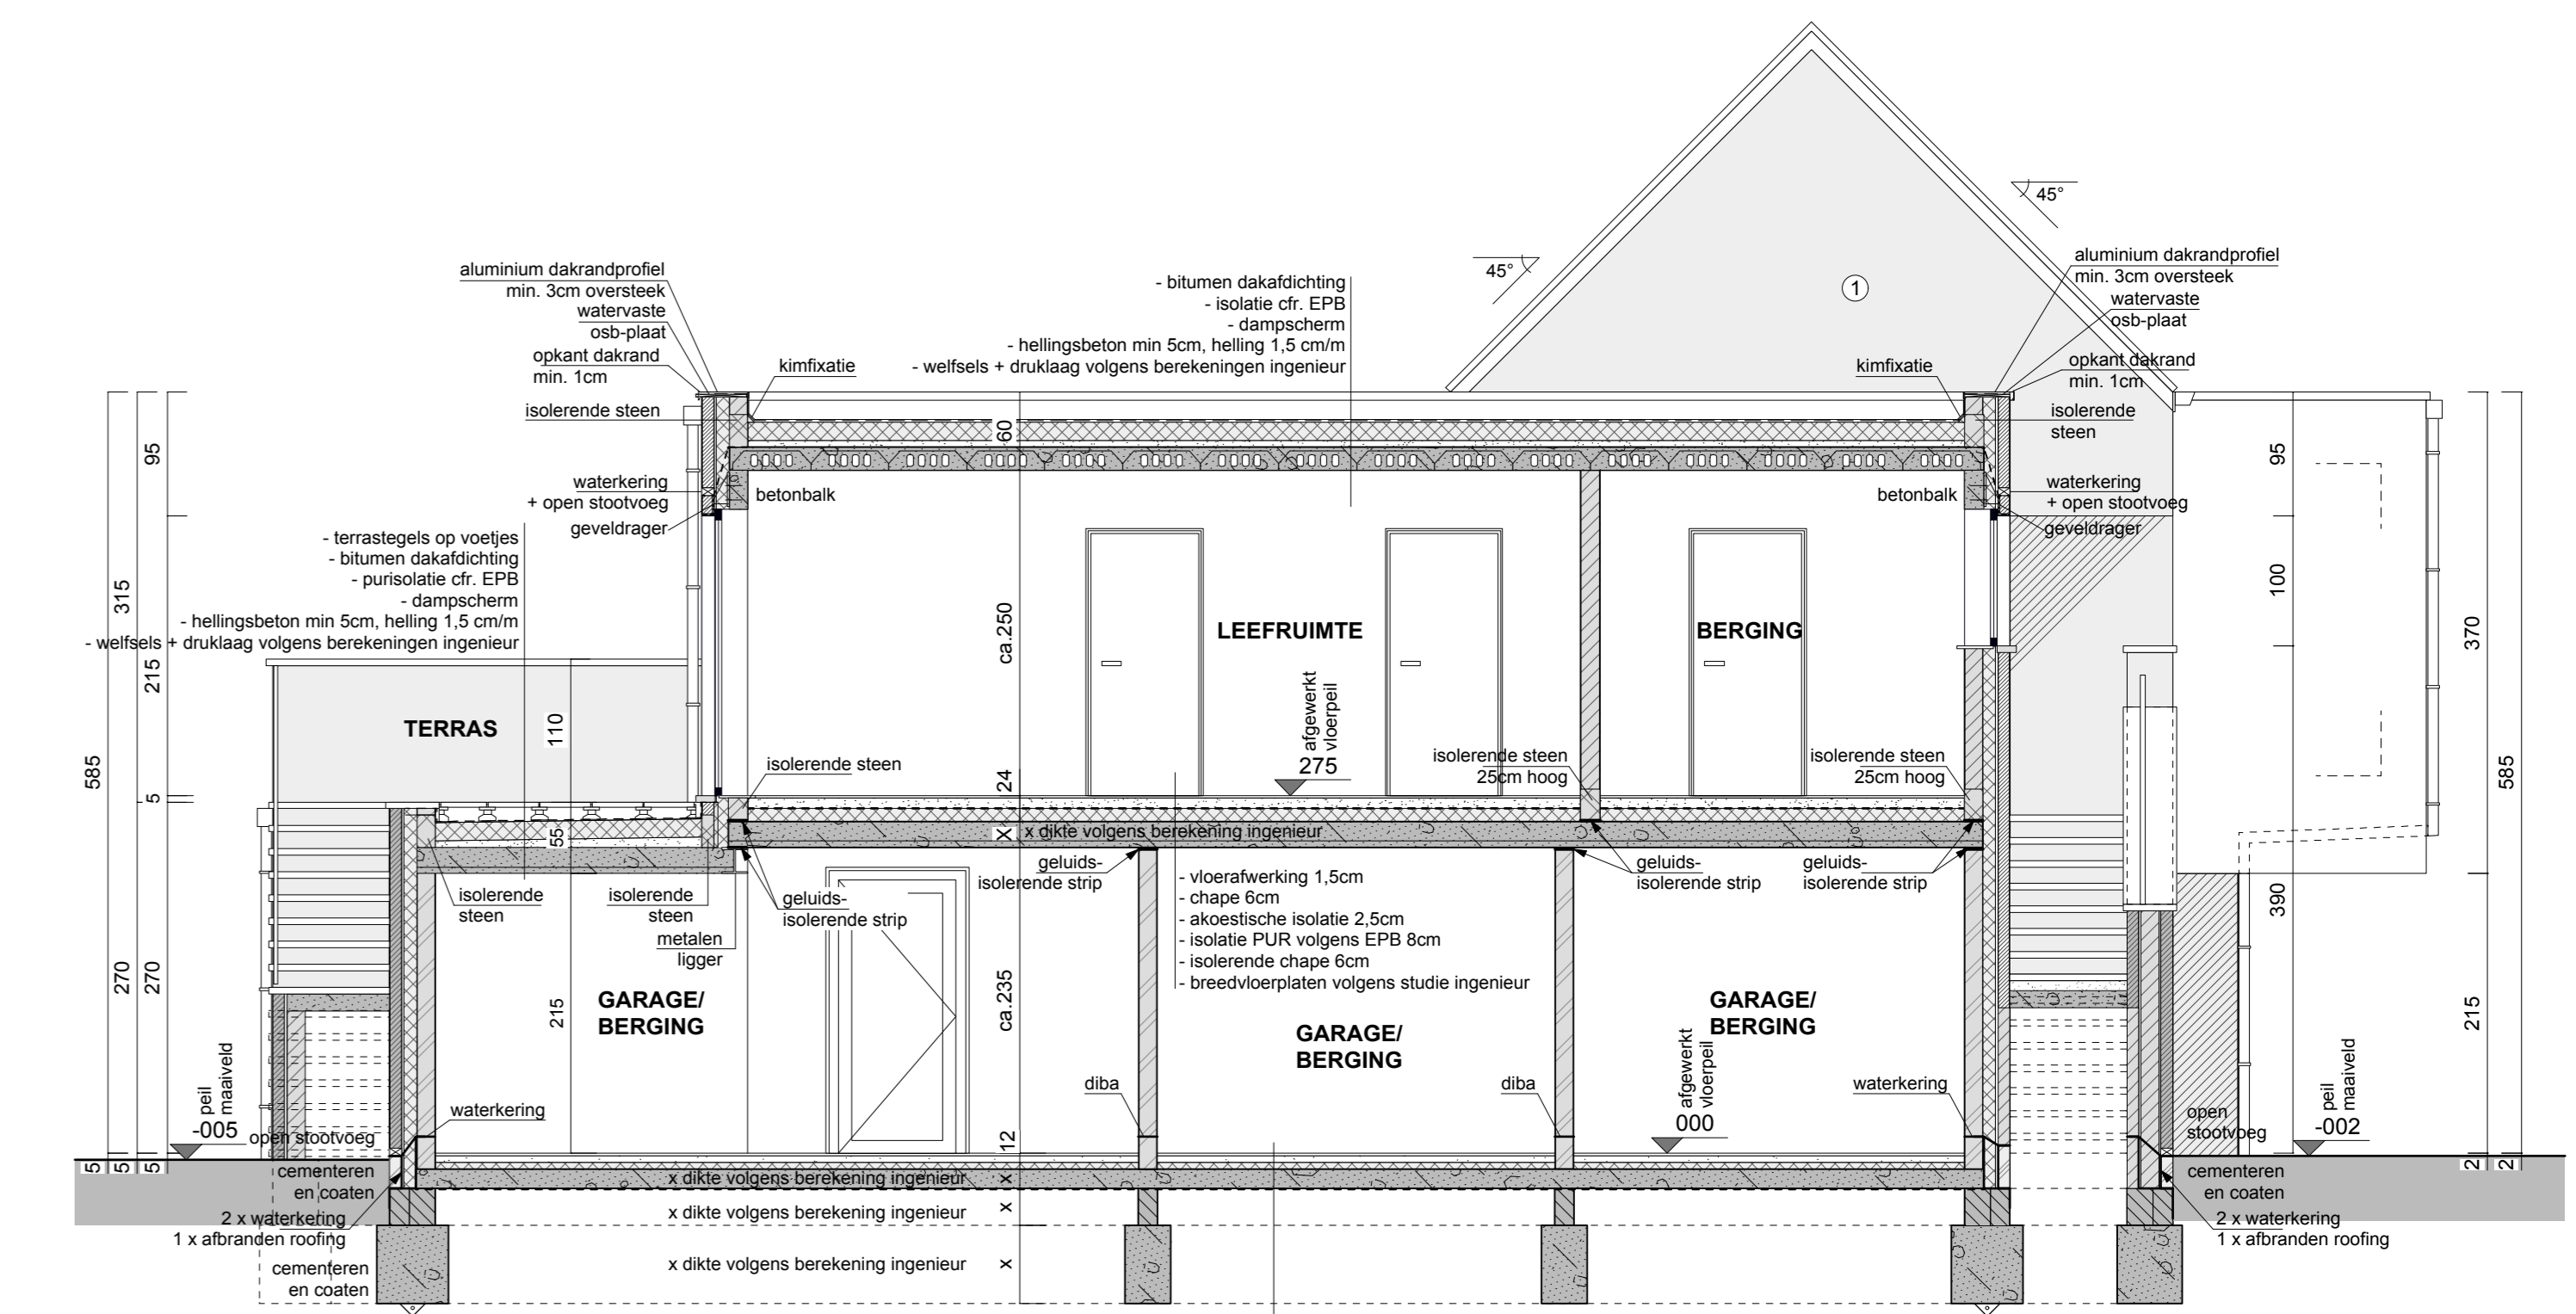 45°
45°
1
aluminium dakrandprofiel
min. 3cm oversteek
watervaste
osb-plaat
opkant dakrand
min. 1cm
isolerende steen
waterkering
+ open stootvoeg
geveldrager
kimfixatie
betonbalk
- bitumen dakafdichting
- isolatie cfr. EPB
- dampscherm
- hellingsbeton min 5cm, helling 1,5 cm/m
- welfsels + druklaag volgens berekeningen ingenieur
kimfixatie
betonbalk
aluminium dakrandprofiel
min. 3cm oversteek
watervaste
osb-plaat
opkant dakrand
min. 1cm
isolerende
steen
waterkering
+ open stootvoeg
geveldrager
- terrastegels op voetjes
- bitumen dakafdichting
- purisolatie cfr. EPB
- dampscherm
- hellingsbeton min 5cm, helling 1,5 cm/m
- welfsels + druklaag volgens berekeningen ingenieur
95
315
215
585
5
270
270
5
5
5
60
ca.250
24
X
ca.235
12
x
x
x
110
55
215
95
100
390
370
215
585
2
2
TERRAS
LEEFRUIMTE
BERGING
afgewerkt
vloerpeil
275
isolerende steen
isolerende steen
25cm hoog
isolerende steen
25cm hoog
x dikte volgens berekening ingenieur
isolerende
steen
isolerende
steen
metalen
ligger
geluids-
isolerende strip
geluids-
isolerende strip
geluids-
isolerende strip
geluids-
isolerende strip
- vloerafwerking 1,5cm
- chape 6cm
- akoestische isolatie 2,5cm
- isolatie PUR volgens EPB 8cm
- isolerende chape 6cm
- breedvloerplaten volgens studie ingenieur
GARAGE/
BERGING
GARAGE/
BERGING
GARAGE/
BERGING
diba
diba
waterkering
waterkering
afgewerkt
vloerpeil
000
peil
maaiveld
-005
open stootvoeg
cementeren
en coaten
2 x waterkering
1 x afbranden roofing
cementeren
en coaten
x dikte volgens berekening ingenieur
x dikte volgens berekening ingenieur
x dikte volgens berekening ingenieur
open
stootvoeg
peil
maaiveld
-002
cementeren
en coaten
2 x waterkering
1 x afbranden roofing